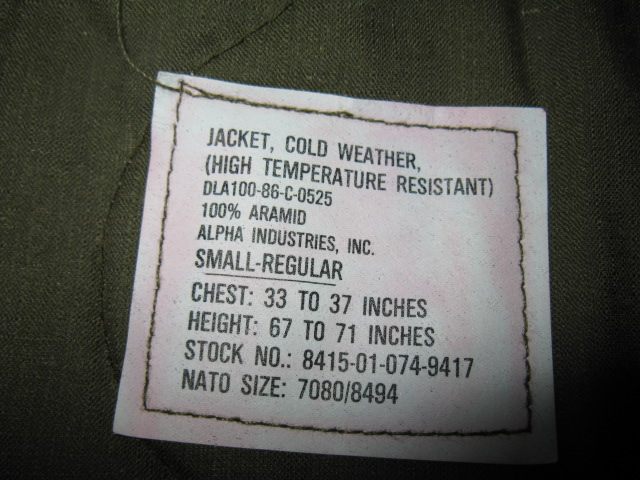 JACKET, COLD WEATHER,
(HIGH TEMPERATURE RESISTANT)
DLA100-86-C-0525
100% ARAMID
ALPHA INDUSTRIES, INC.
SMALL-REGULAR
CHEST: 33 TO 37 INCHES
HEIGHT: 67 TO 71 INCHES
STOCK NO.: 8415-01-074-9417
NATO SIZE: 7080/8494